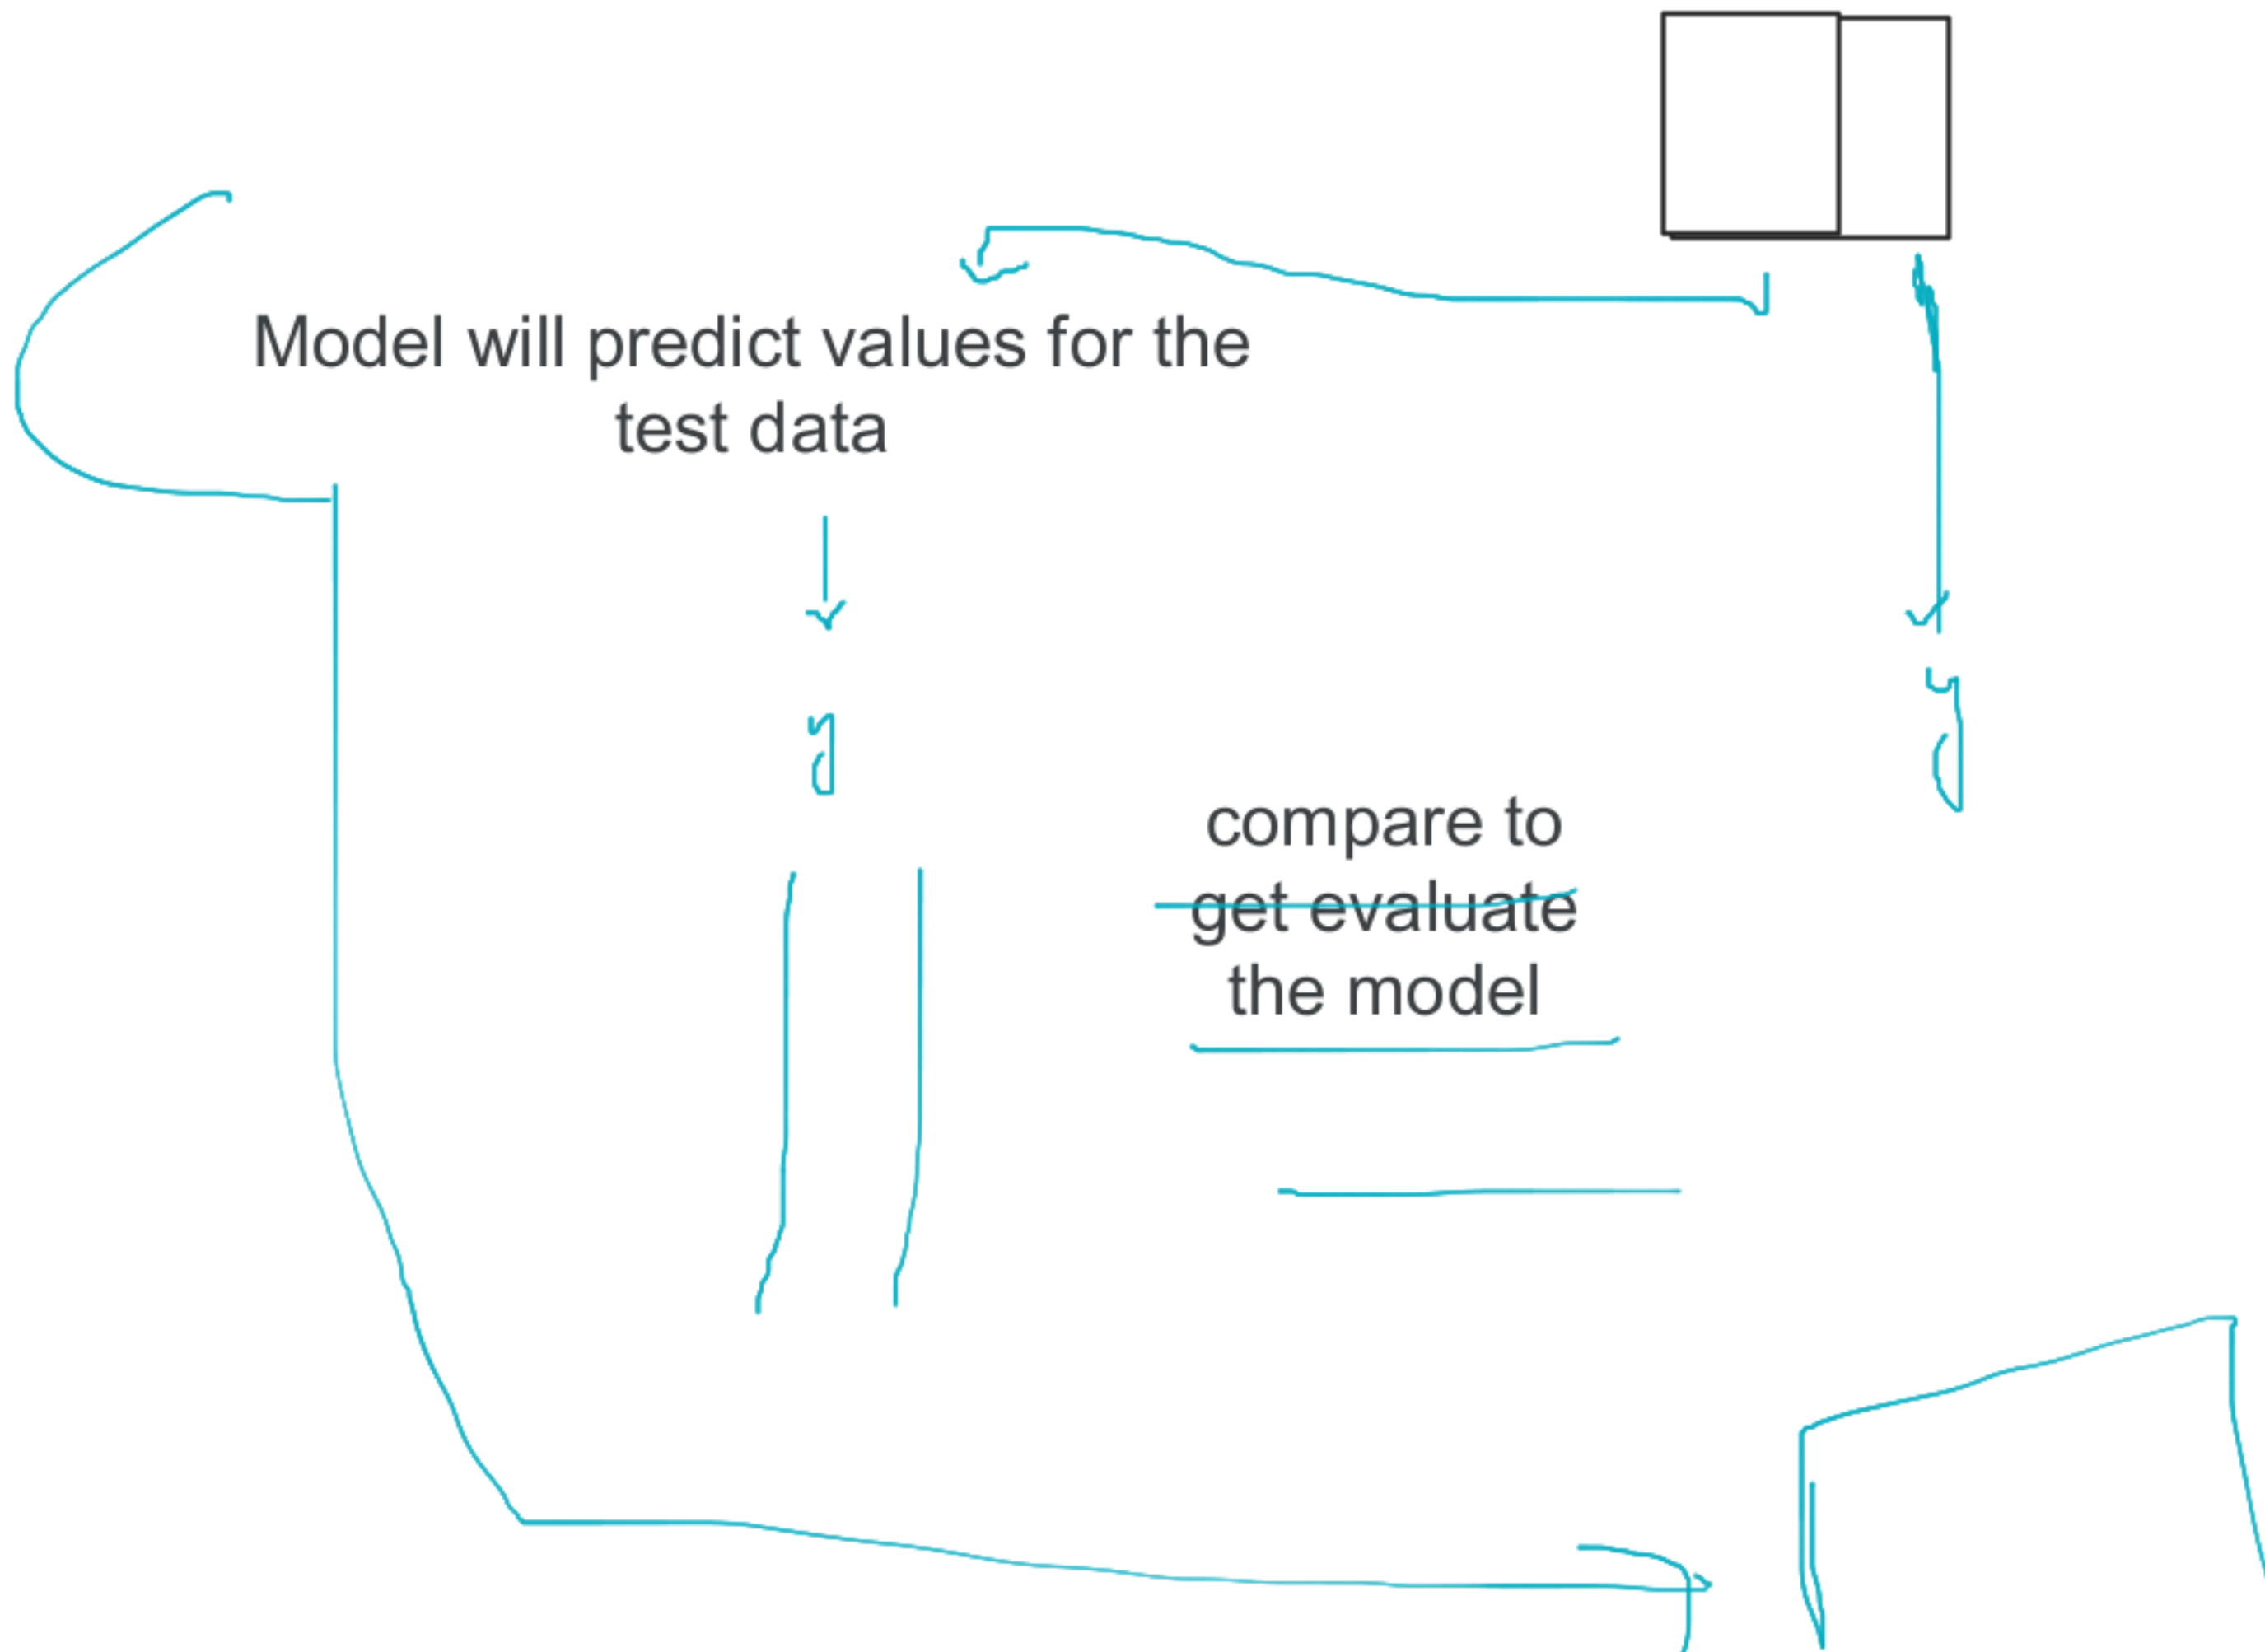 Model will predict values for the
test data
compare to
get evaluate
the model